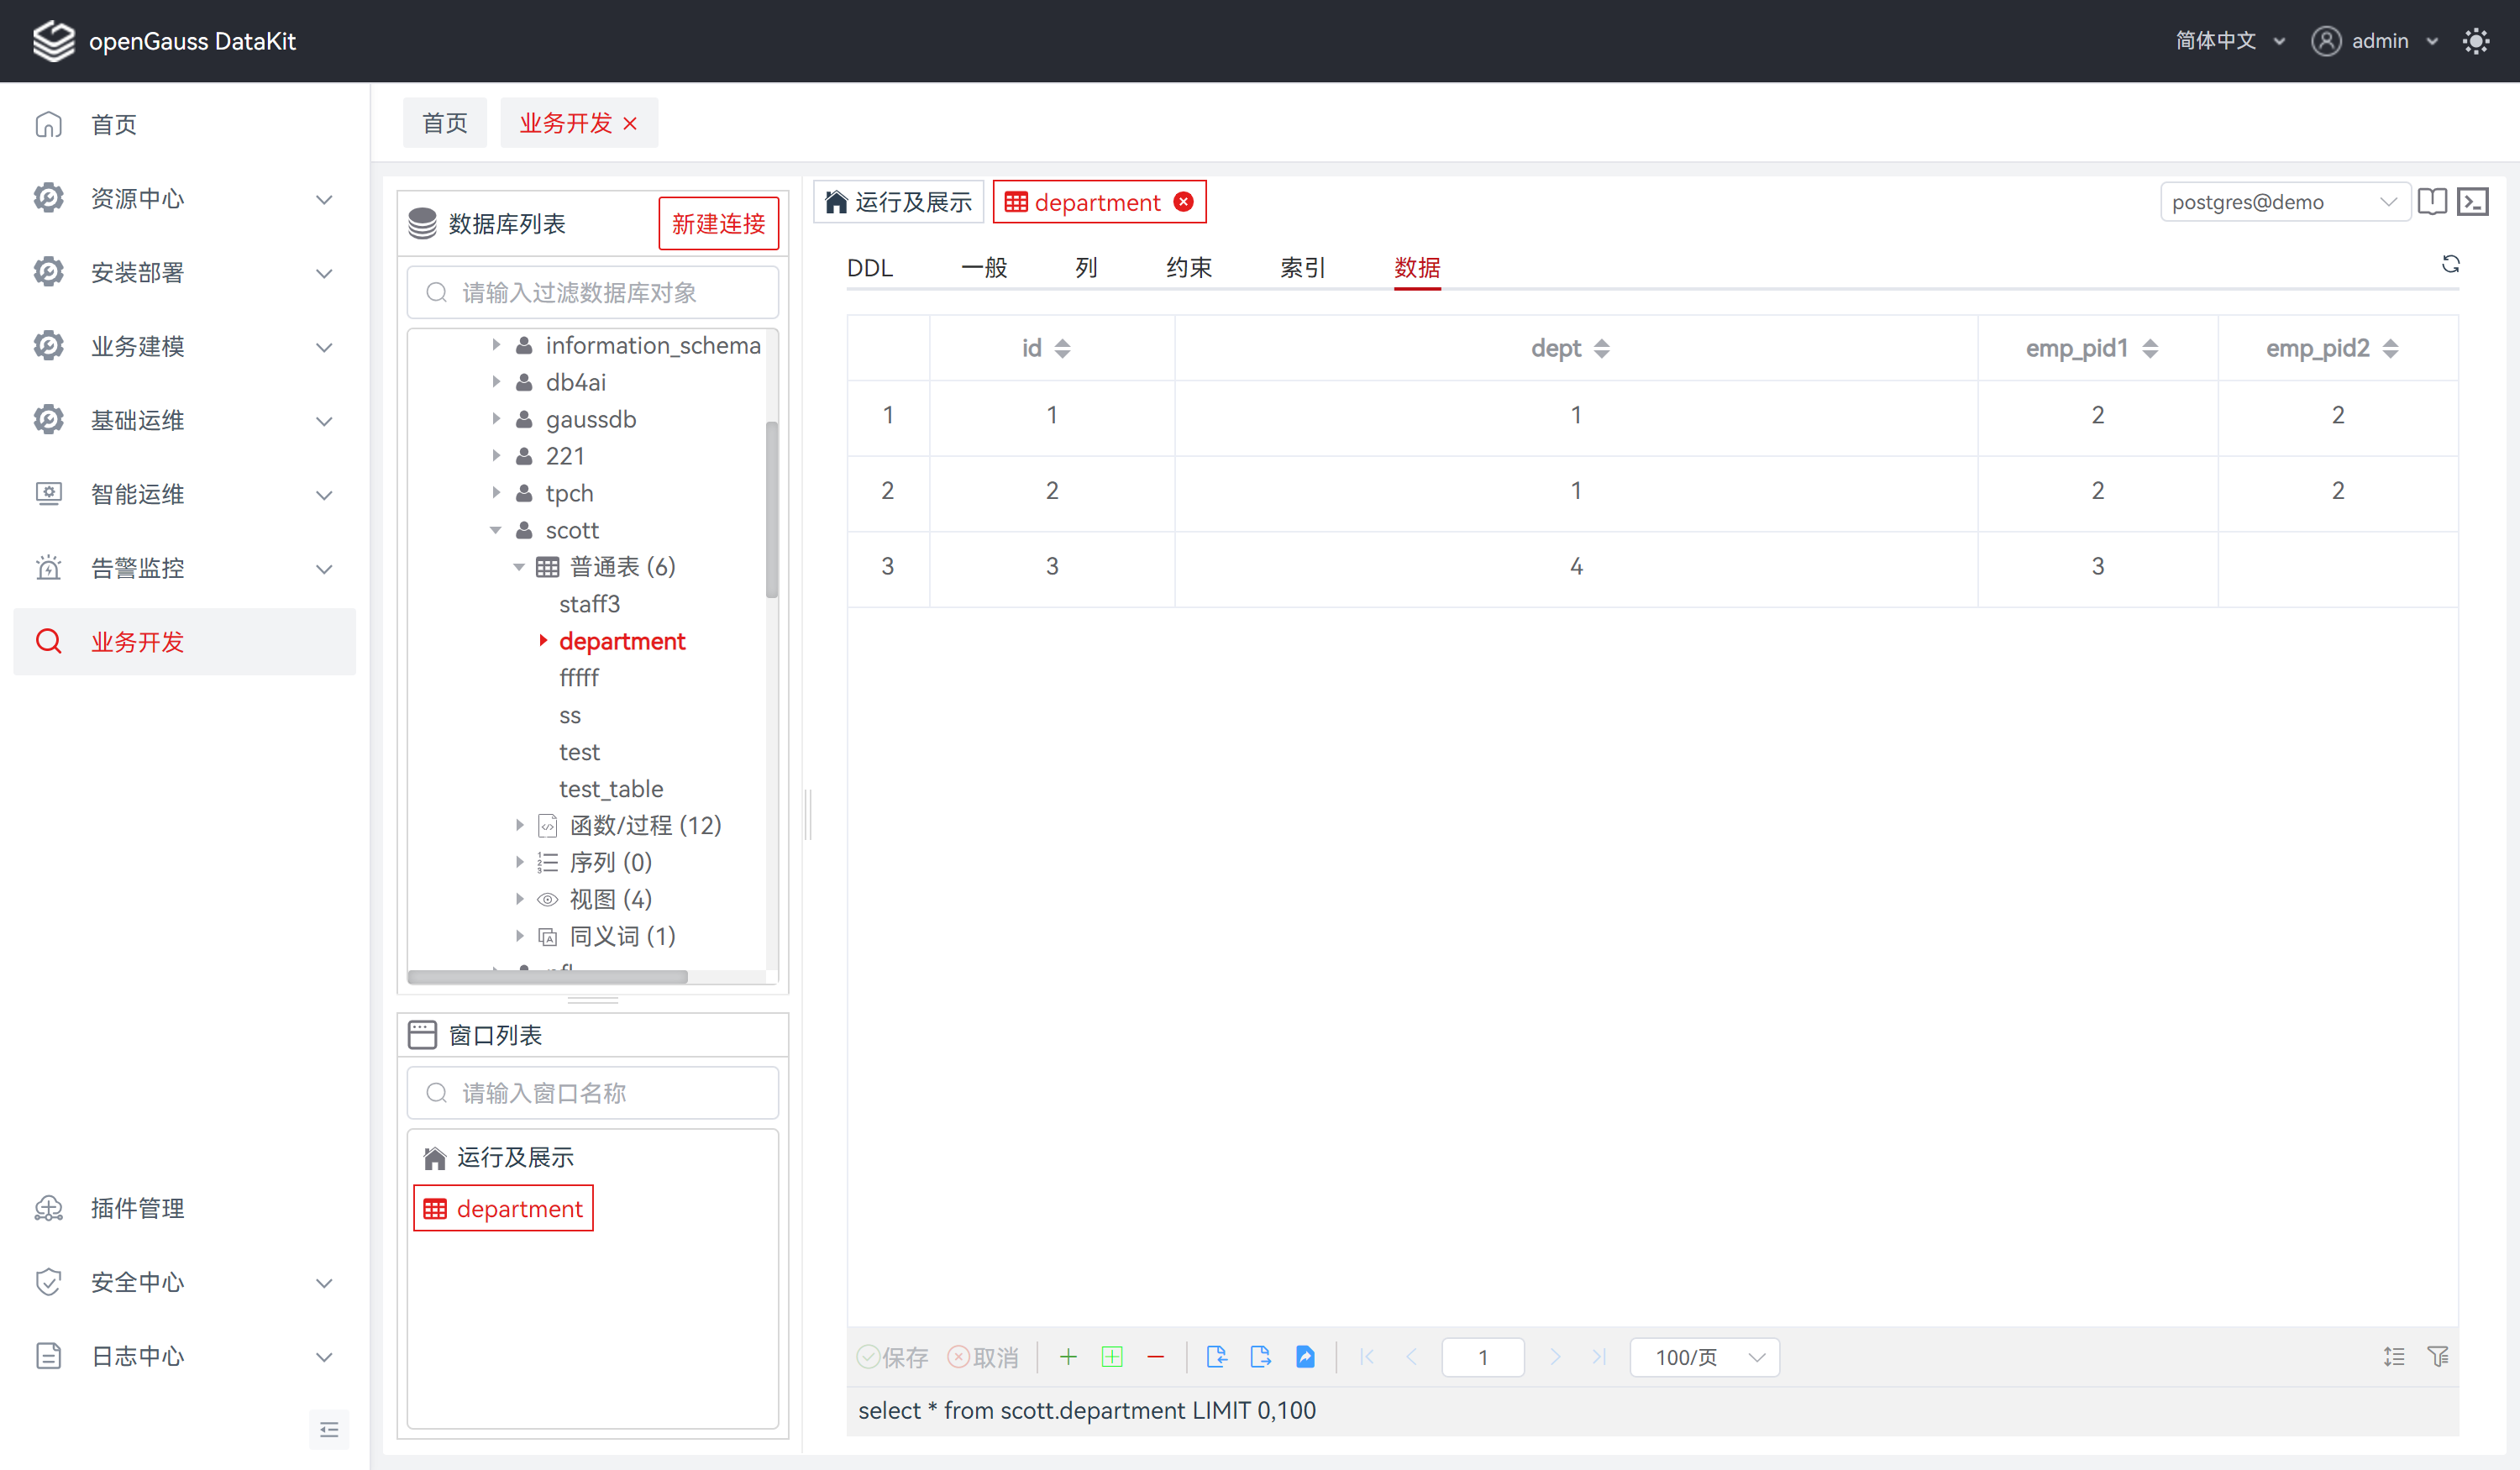 openGauss DataKit
简体中文
admin
首页
资源中心
安装部署
业务建模
基础运维
智能运维
告警监控
业务开发
插件管理
安全中心
日志中心
首页
业务开发
数据库列表
新建连接
请输入过滤数据库对象
information_schema
db4ai
gaussdb
221
tpch
scott
普通表 (6)
staff3
department
fffff
ss
test
test_table
函数/过程 (12)
序列 (0)
视图 (4)
同义词 (1)
窗口列表
请输入窗口名称
运行及展示
department
运行及展示
department
postgres@demo
DDL 一般 列 约束 索引 数据
id dept emp_pid1 emp_pid2
1 1 1 2 2
2 2 1 2 2
3 3 4 3
保存 取消 1 100/页
select * from scott.department LIMIT 0,100